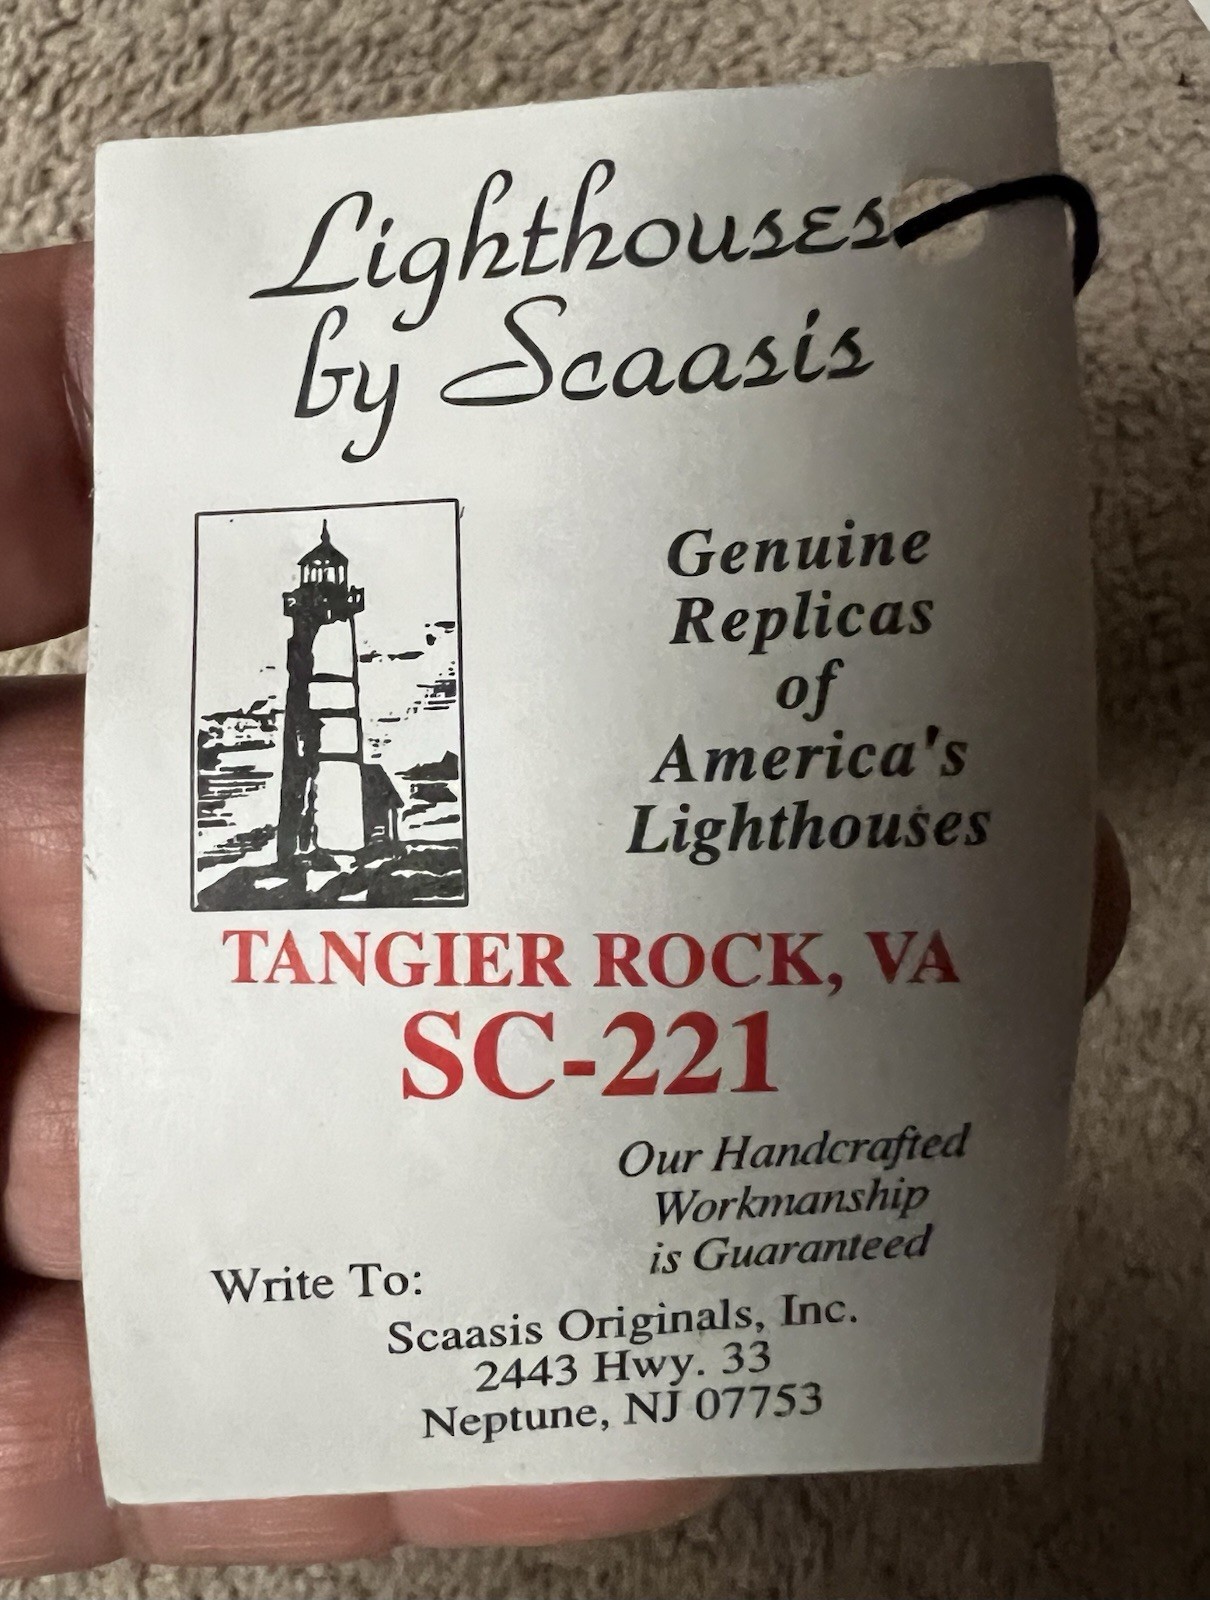 Lighthouses
by Scaasis
Genuine
Replicas
of
America's
Lighthouses
TANGIER ROCK, VA
SC-221
Our Handcrafted
Workmanship
is Guaranteed
Write To:
Scaasis Originals, Inc.
2443 Hwy. 33
Neptune, NJ 07753